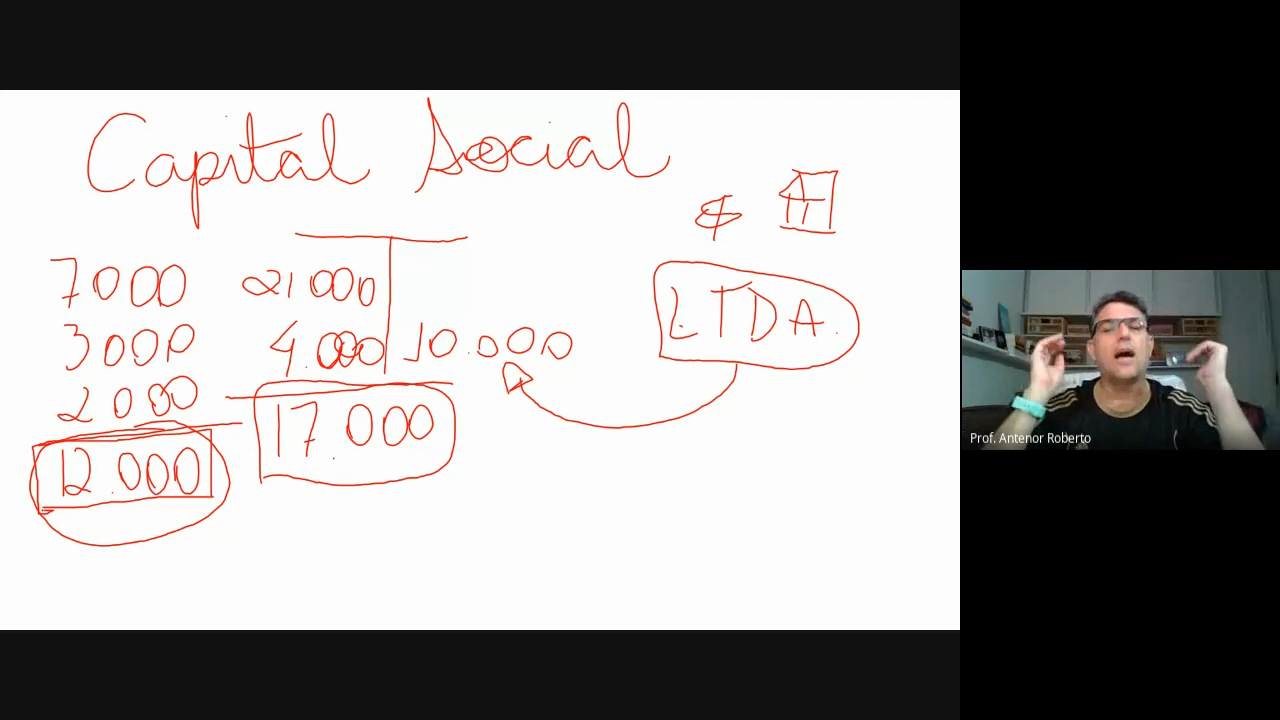 Capital Social
$
7000 21 000
3000 4.000 10.000 LTDA.
2000
12.000 17.000
Prof. Antenor Roberto